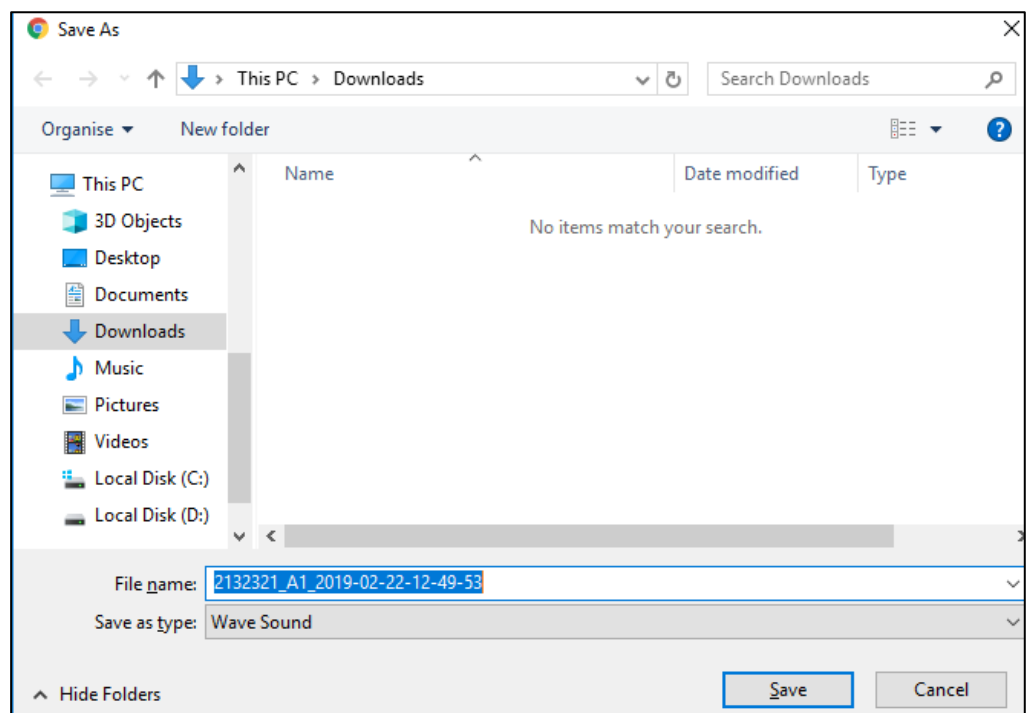 Save As
This PC > Downloads
Search Downloads
Organise
New folder
?
Name
Date modified
Type
No items match your search.
This PC
3D Objects
Desktop
Documents
Downloads
Music
Pictures
Videos
Local Disk (C:)
Local Disk (D:)
File name: 2132321_A1_2019-02-22-12-49-53
Save as type: Wave Sound
Hide Folders
Save
Cancel